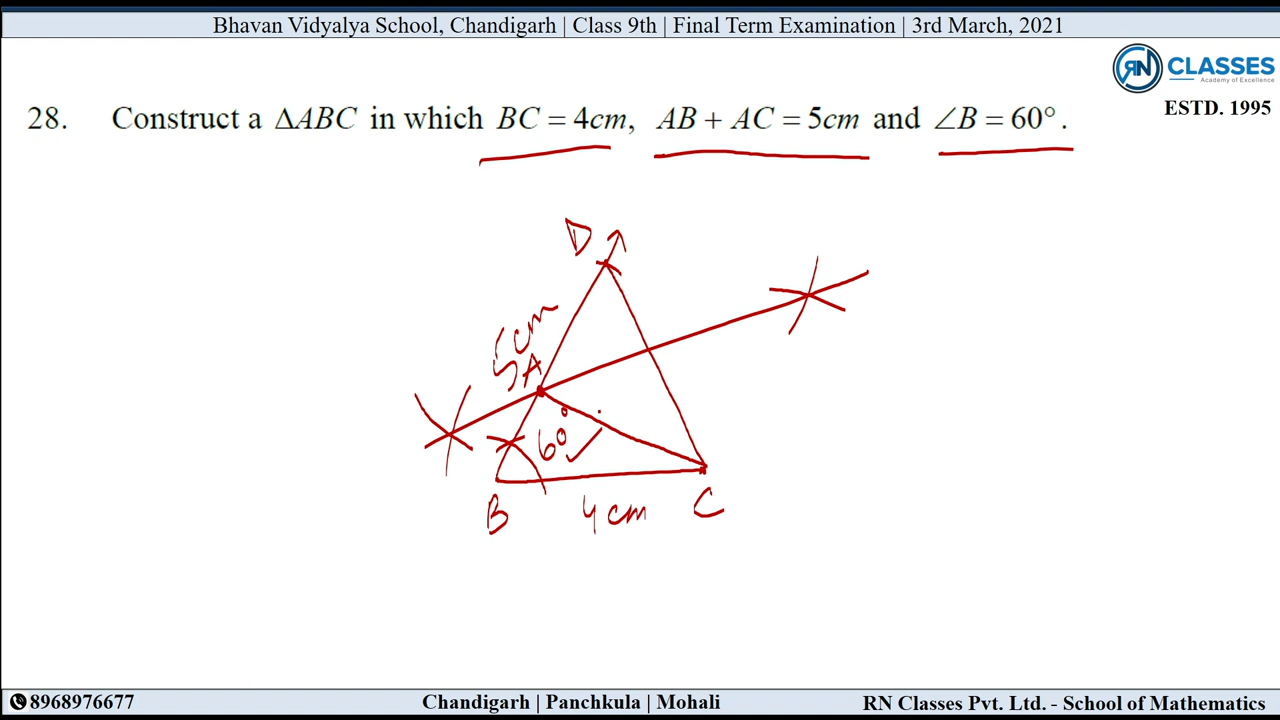 Bhavan Vidyalya School, Chandigarh | Class 9th | Final Term Examination | 3rd March, 2021
RN CLASSES
Academy of Excellence
ESTD. 1995
28. Construct a ΔABC in which BC = 4cm, AB + AC = 5cm and ∠B = 60°.
D
5cm
A
60°
B
4cm
C
8968976677
Chandigarh | Panchkula | Mohali
RN Classes Pvt. Ltd. - School of Mathematics